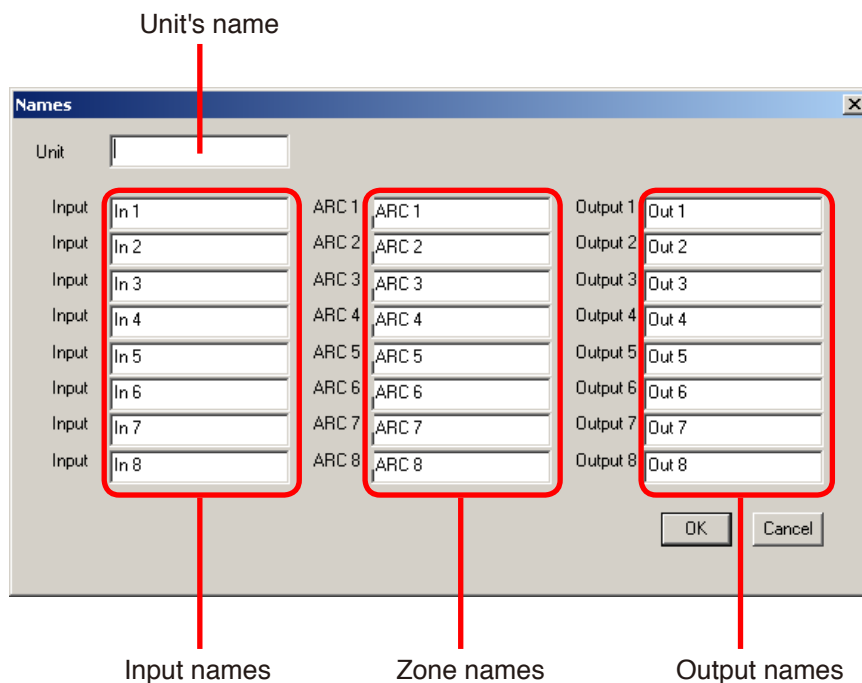 Unit's name
Names
Unit
Input In 1 ARC 1 ARC 1 Output 1 Out 1
Input In 2 ARC 2 ARC 2 Output 2 Out 2
Input In 3 ARC 3 ARC 3 Output 3 Out 3
Input In 4 ARC 4 ARC 4 Output 4 Out 4
Input In 5 ARC 5 ARC 5 Output 5 Out 5
Input In 6 ARC 6 ARC 6 Output 6 Out 6
Input In 7 ARC 7 ARC 7 Output 7 Out 7
Input In 8 ARC 8 ARC 8 Output 8 Out 8
OK Cancel
Input names Zone names Output names